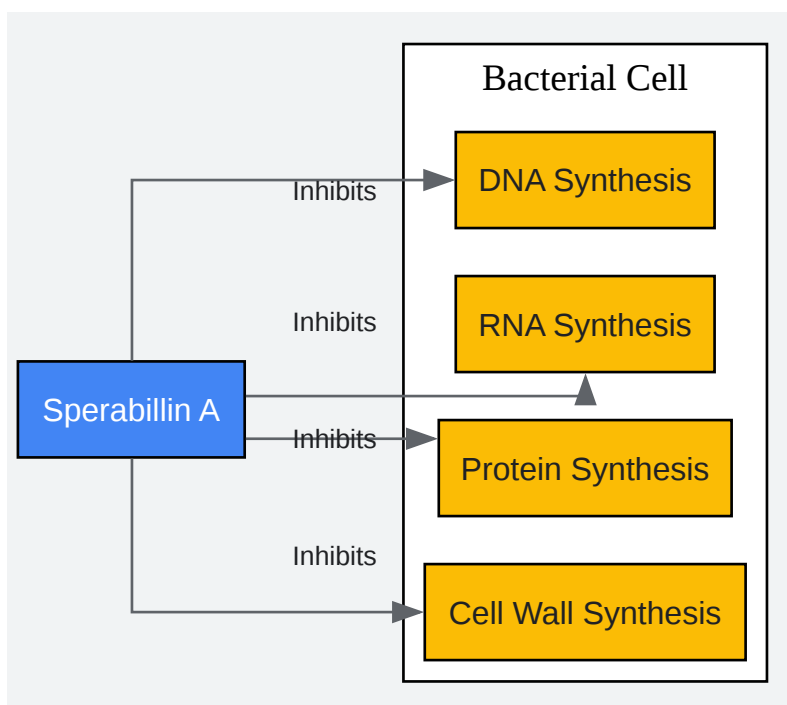 Bacterial Cell
Inhibits
DNA Synthesis
Inhibits
RNA Synthesis
Sperabillin A
Inhibits
Protein Synthesis
Inhibits
Cell Wall Synthesis